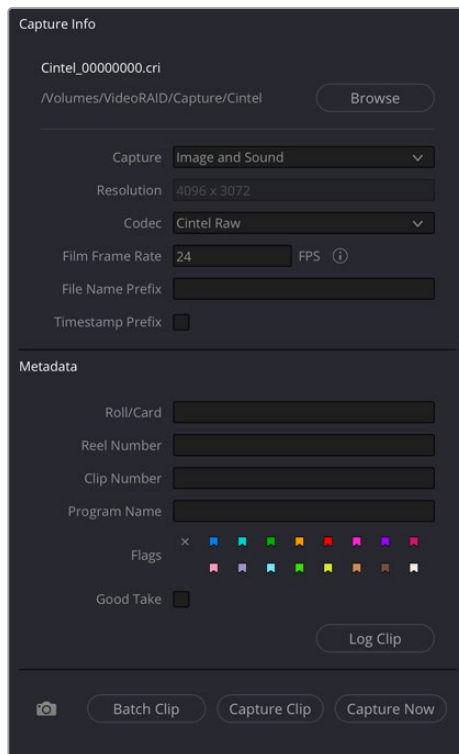 Capture Info
Cintel_00000000.cri
/Volumes/VideoRAID/Capture/Cintel Browse
Capture Image and Sound
Resolution 4096 x 3072
Codec Cintel Raw
Film Frame Rate 24 FPS
File Name Prefix
Timestamp Prefix
Metadata
Roll/Card
Reel Number
Clip Number
Program Name
Flags
Good Take
Log Clip
Batch Clip Capture Clip Capture Now